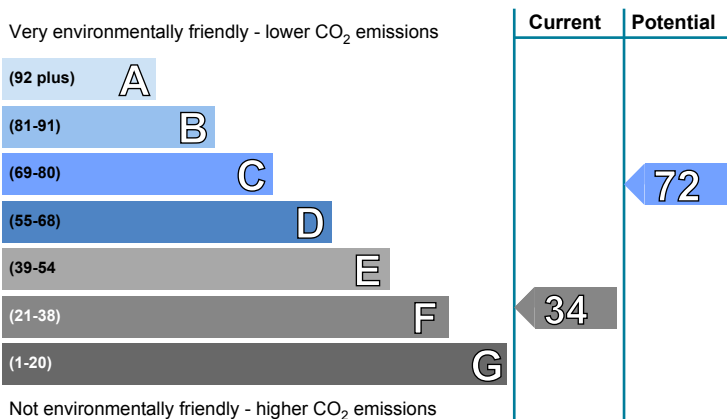 Current Potential
Very environmentally friendly - lower CO2 emissions
(92 plus) A
(81-91) B
(69-80) C
72
(55-68) D
(39-54 E
(21-38) F
34
(1-20) G
Not environmentally friendly - higher CO2 emissions